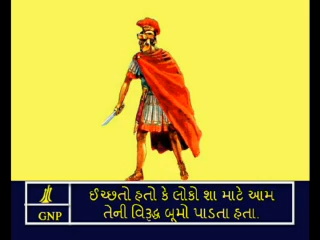 ઈચ્છતો હતો કે લોકો શા માટે આમ
તેની વિરૂદ્ધ બૂમો પાડતા હતા.
GNP